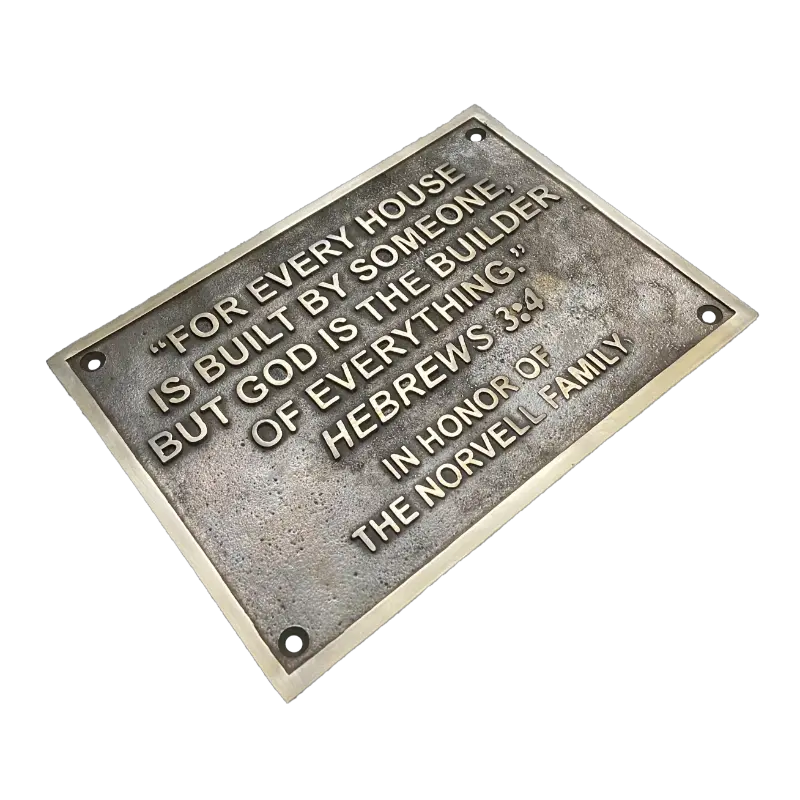 “FOR EVERY HOUSE
IS BUILT BY SOMEONE,
BUT GOD IS THE BUILDER
OF EVERYTHING.”
HEBREWS 3:4
IN HONOR OF
THE NORVELL FAMILY,